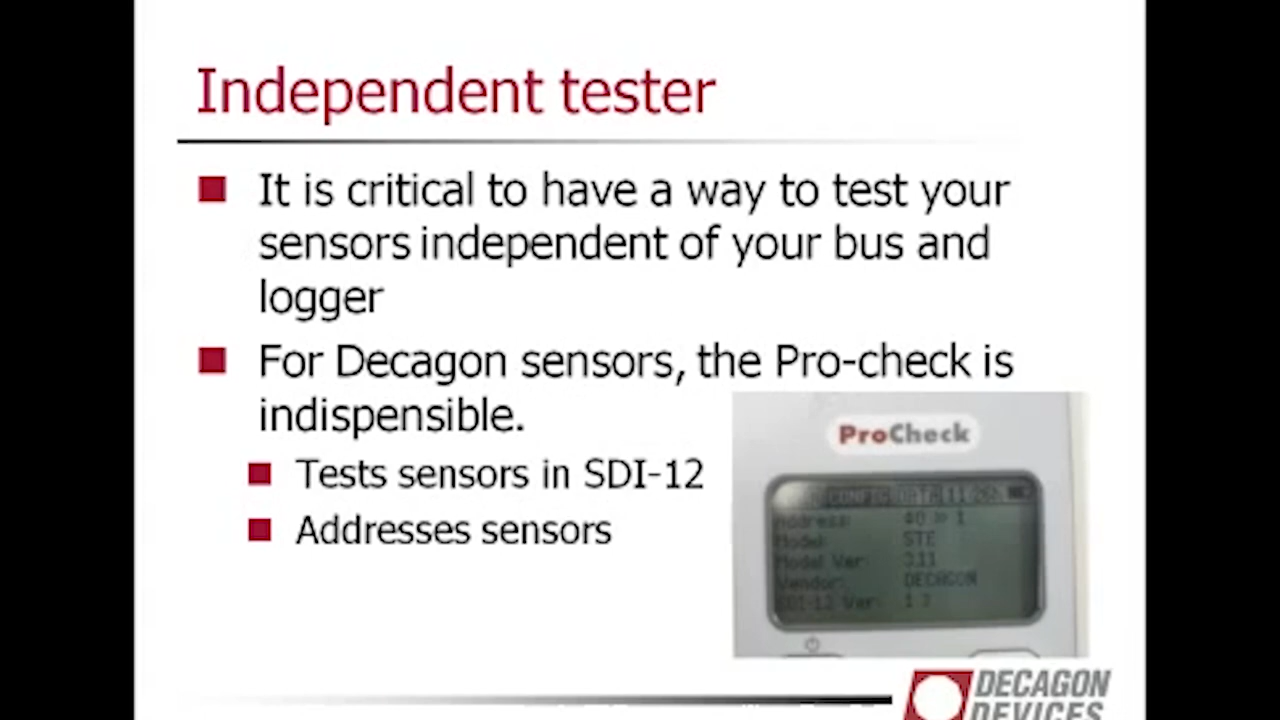 Independent tester
It is critical to have a way to test your
sensors independent of your bus and
logger
For Decagon sensors, the Pro-check is
indispensible.
Tests sensors in SDI-12
Addresses sensors
ProCheck
Address:
Model: STE
Model Ver: 311
Vendor: DECAGON
SDI-12 Ver:
DECAGON
DEVICES